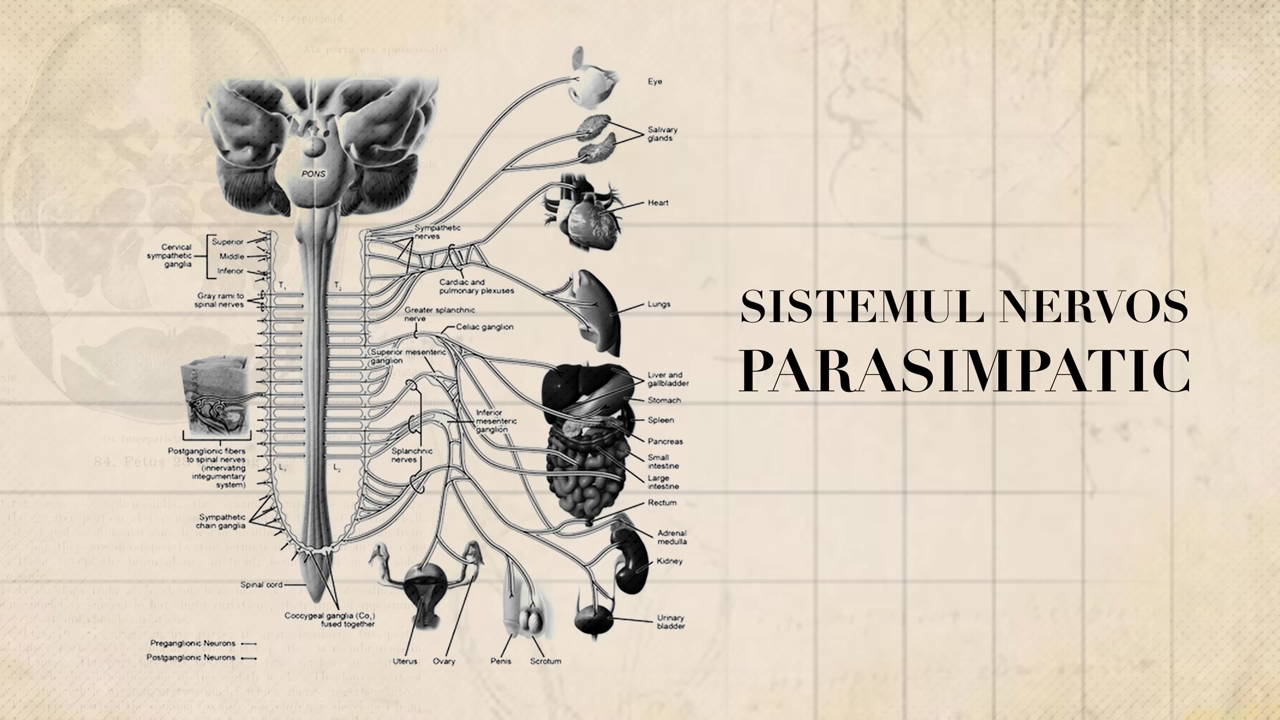 PONS
Eye
Salivary
glands
Heart
Sympathetic
nerves
Cervical
sympathetic
ganglia
Superior
Middle
Inferior
Gray rami to
spinal nerves
T₁
Cardiac and
pulmonary plexuses
Greater splanchnic
nerve
Celiac ganglion
Lungs
Superior mesenteric
ganglion
Liver and
gallbladder
Stomach
Spleen
Pancreas
Small
intestine
Large
intestine
Inferior
mesenteric
ganglion
Splanchnic
nerves
Postganglionic fibers
to spinal nerves
(innervating
integumentary
system)
L₂
Rectum
Sympathetic
chain ganglia
Adrenal
medulla
Kidney
Spinal cord
Coccygeal ganglia (Co₁)
fused together
Urinary
bladder
Preganglionic Neurons
Postganglionic Neurons
Uterus
Ovary
Penis
Scrotum
SISTEMUL NERVOS
PARASIMPATIC
84. Fetus